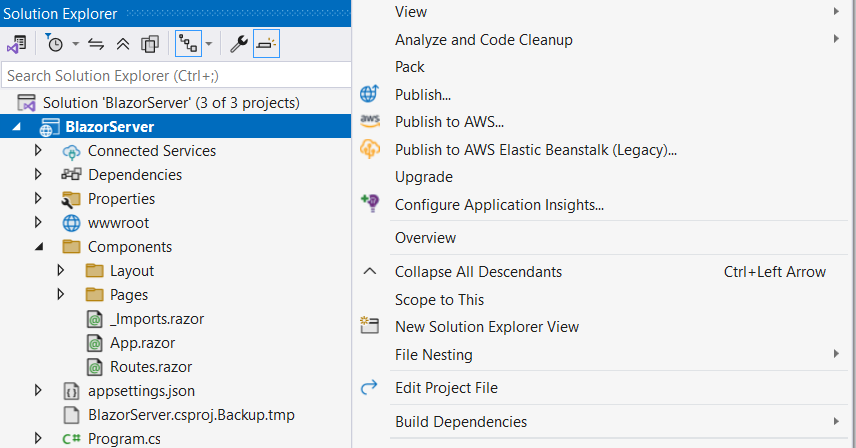 Solution Explorer
Search Solution Explorer (Ctrl+;)
Solution 'BlazorServer' (3 of 3 projects)
BlazorServer
Connected Services
Dependencies
Properties
wwwroot
Components
Layout
Pages
_Imports.razor
App.razor
Routes.razor
appsettings.json
BlazorServer.csproj.Backup.tmp
C# Program.cs
View
Analyze and Code Cleanup
Pack
Publish...
aws Publish to AWS...
Publish to AWS Elastic Beanstalk (Legacy)...
Upgrade
Configure Application Insights...
Overview
Collapse All Descendants Ctrl+Left Arrow
Scope to This
New Solution Explorer View
File Nesting
Edit Project File
Build Dependencies